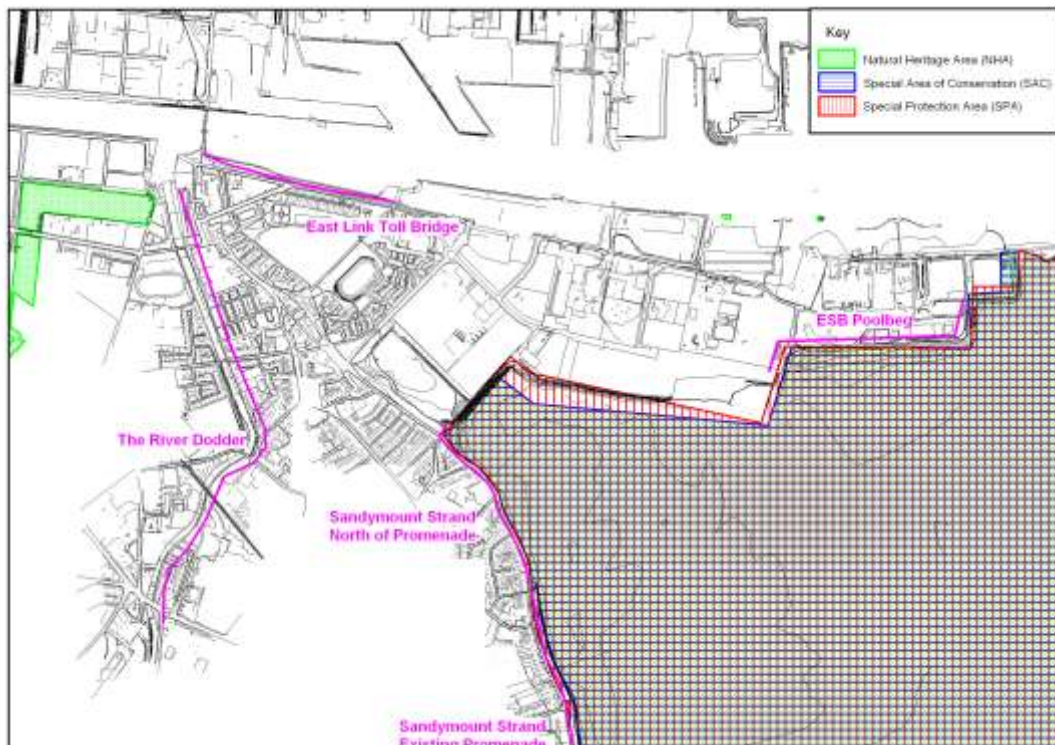 Key
Natural Heritage Area (NHA)
Special Area of Conservation (SAC)
Special Protection Area (SPA)
East Link Toll Bridge
ESB Poolbeg
The River Dodder
Sandymount Strand
North of Promenade
Sandymount Strand
Existing Promenade